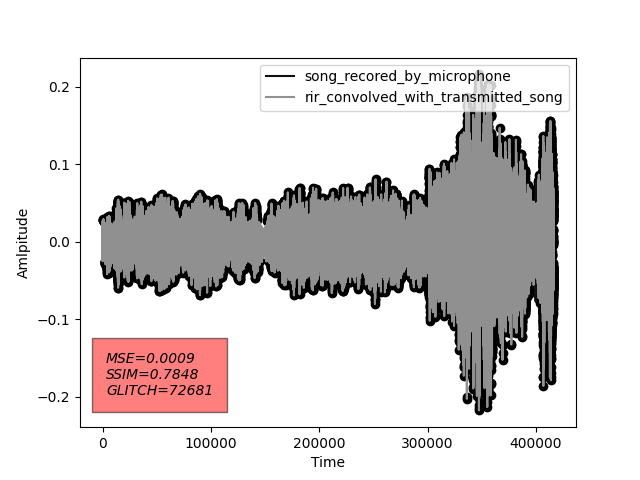 song_recored_by_microphone
rir_convolved_with_transmitted_song
0.2
0.1
0.0
−0.1
−0.2
Amlpitude
MSE=0.0009
SSIM=0.7848
GLITCH=72681
0 100000 200000 300000 400000
Time